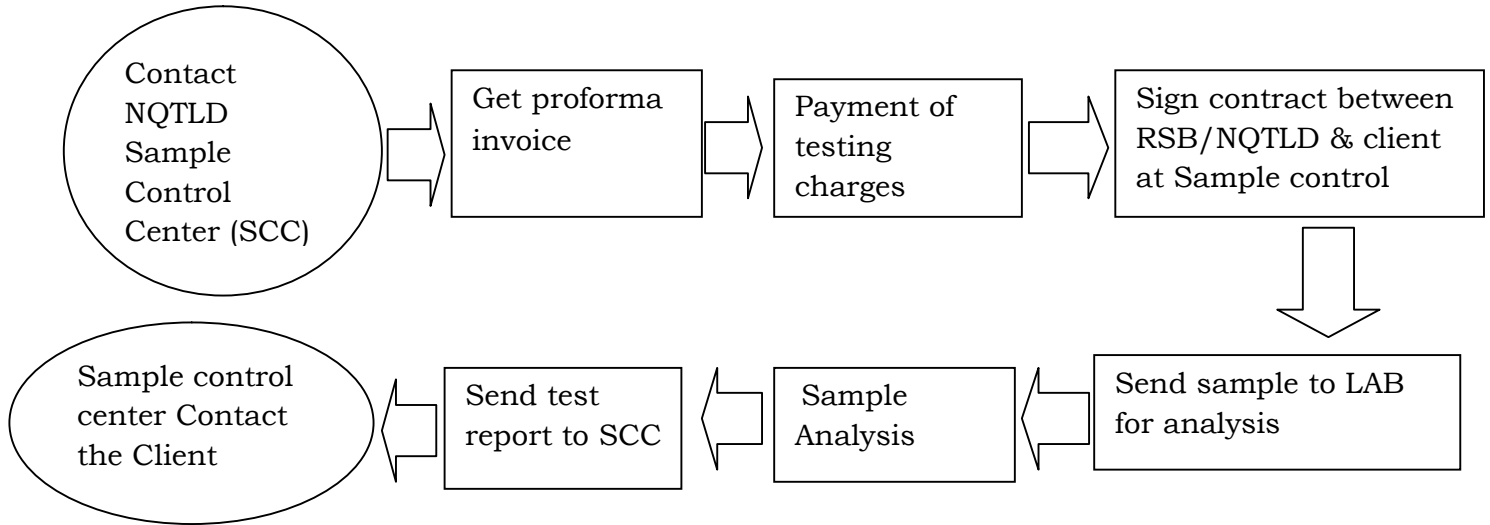 Contact
NQTLD
Sample
Control
Center (SCC)
Get proforma
invoice
Payment of
testing
charges
Sign contract between
RSB/NQTLD & client
at Sample control
Send sample to LAB
for analysis
Sample
Analysis
Send test
report to SCC
Sample control
center Contact
the Client